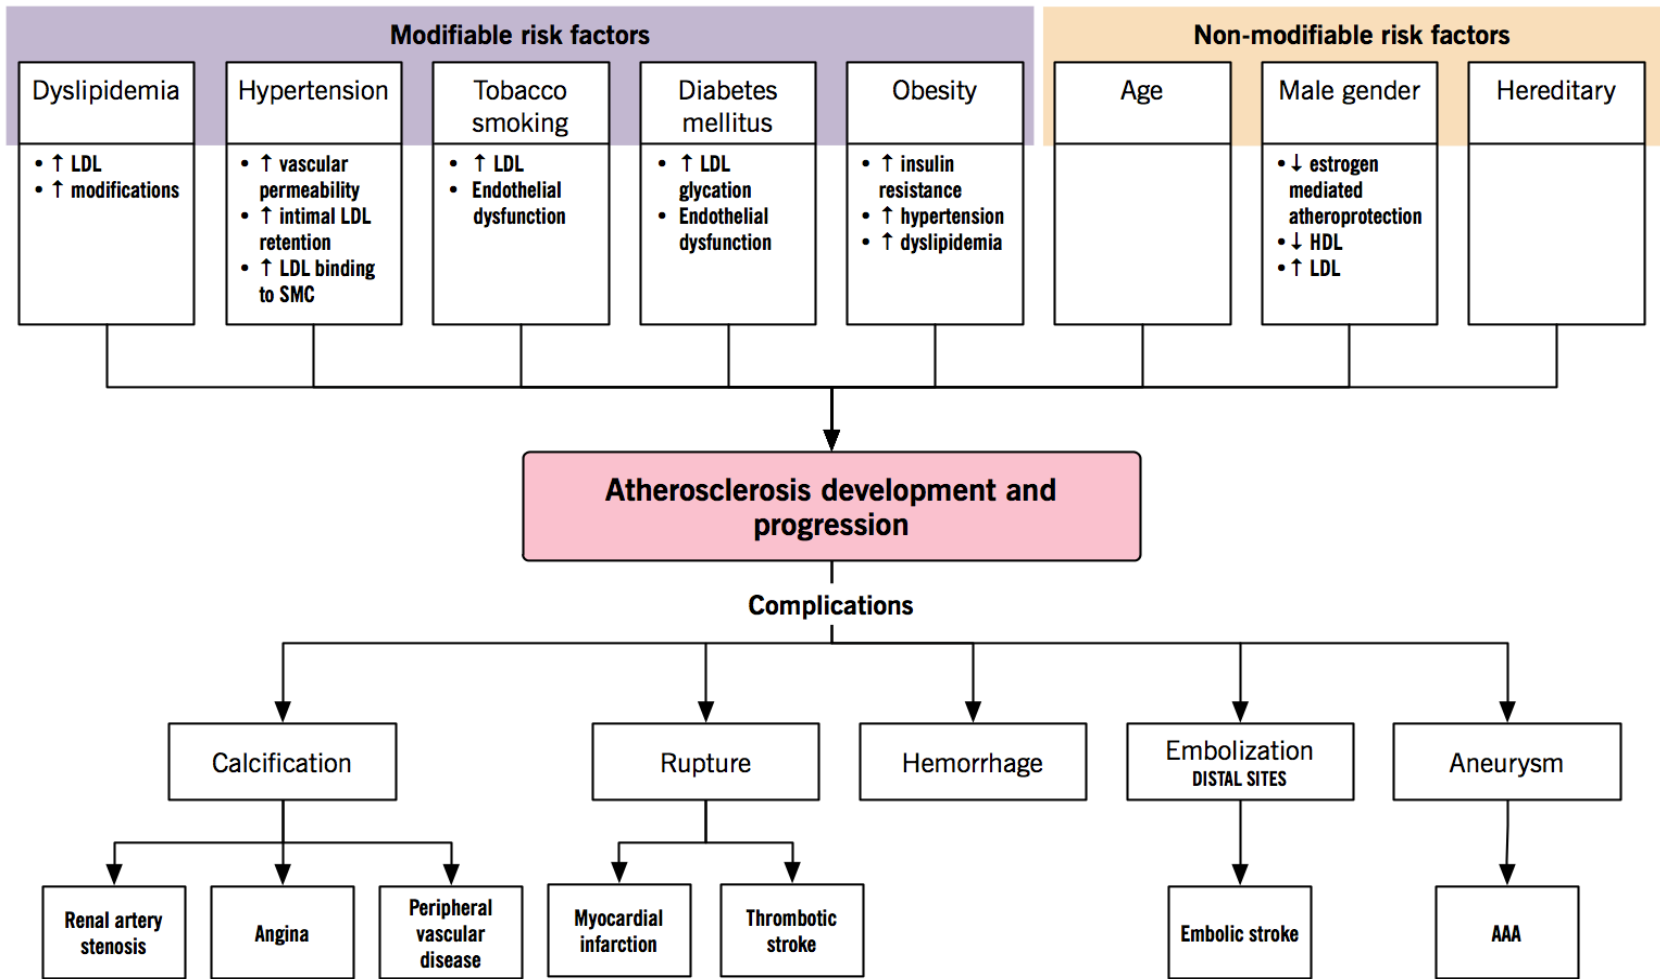 Modifiable risk factors
Non-modifiable risk factors
Dyslipidemia
• ↑ LDL
• ↑ modifications
Hypertension
• ↑ vascular
permeability
• ↑ intimal LDL
retention
• ↑ LDL binding
to SMC
Tobacco
smoking
• ↑ LDL
• Endothelial
dysfunction
Diabetes
mellitus
• ↑ LDL
glycation
• Endothelial
dysfunction
Obesity
• ↑ insulin
resistance
• ↑ hypertension
• ↑ dyslipidemia
Age
Male gender
• ↓ estrogen
mediated
atheroprotection
• ↓ HDL
• ↑ LDL
Hereditary
Atherosclerosis development and
progression
Complications
Calcification
Rupture
Hemorrhage
Embolization
DISTAL SITES
Aneurysm
Renal artery
stenosis
Angina
Peripheral
vascular
disease
Myocardial
infarction
Thrombotic
stroke
Embolic stroke
AAA